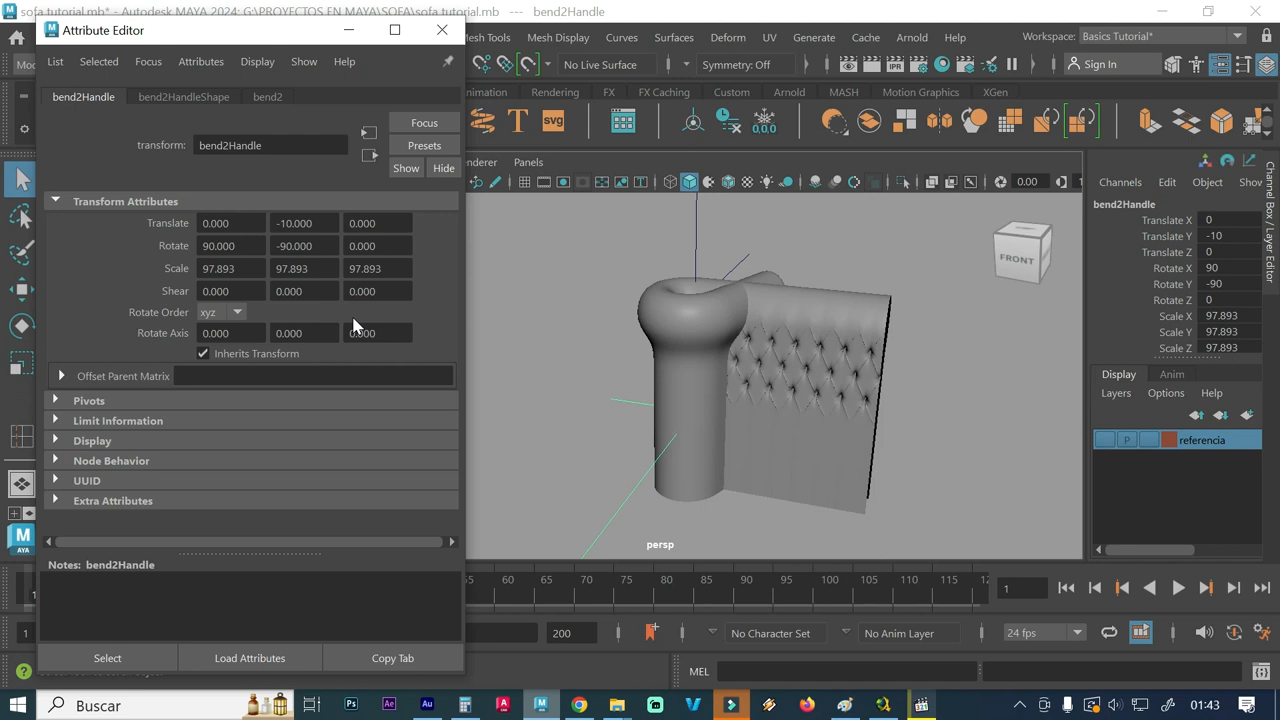 sofa tutorial.mb* - Autodesk MAYA 2024: G:\PROYECTOS EN MAYA\SOFA\sofa tutorial.mb --- bend2Handle
Attribute Editor
Mesh Tools Mesh Display Curves Surfaces Deform UV Generate Cache Arnold Help Workspace: Basics Tutorial*
List Selected Focus Attributes Display Show Help
No Live Surface Symmetry: Off Sign In
bend2Handle bend2HandleShape bend2
Rendering FX FX Caching Custom Arnold MASH Motion Graphics XGen
transform: bend2Handle
Focus
Presets
Show Hide
Panels
0.00
Channels Edit Object
Transform Attributes
Translate 0.000 -10.000 0.000
Rotate 90.000 -90.000 0.000
Scale 97.893 97.893 97.893
Shear 0.000 0.000 0.000
Rotate Order xyz
Rotate Axis 0.000 0.000 0.000
Inherits Transform
Offset Parent Matrix
Pivots
Limit Information
Display
Node Behavior
UUID
Extra Attributes
Notes: bend2Handle
Select Load Attributes Copy Tab
FRONT
persp
bend2Handle
Translate X 0
Translate Y -10
Translate Z 0
Rotate X 90
Rotate Y -90
Rotate Z 0
Scale X 97.893
Scale Y 97.893
Scale Z 97.893
Display Anim
Layers Options Help
P referencia
Channel Box / Layer Editor
60 65 70 75 80 85 90 95 100 105 110 115 12
1
1
200 No Character Set No Anim Layer 24 fps
MEL
Buscar
01:43